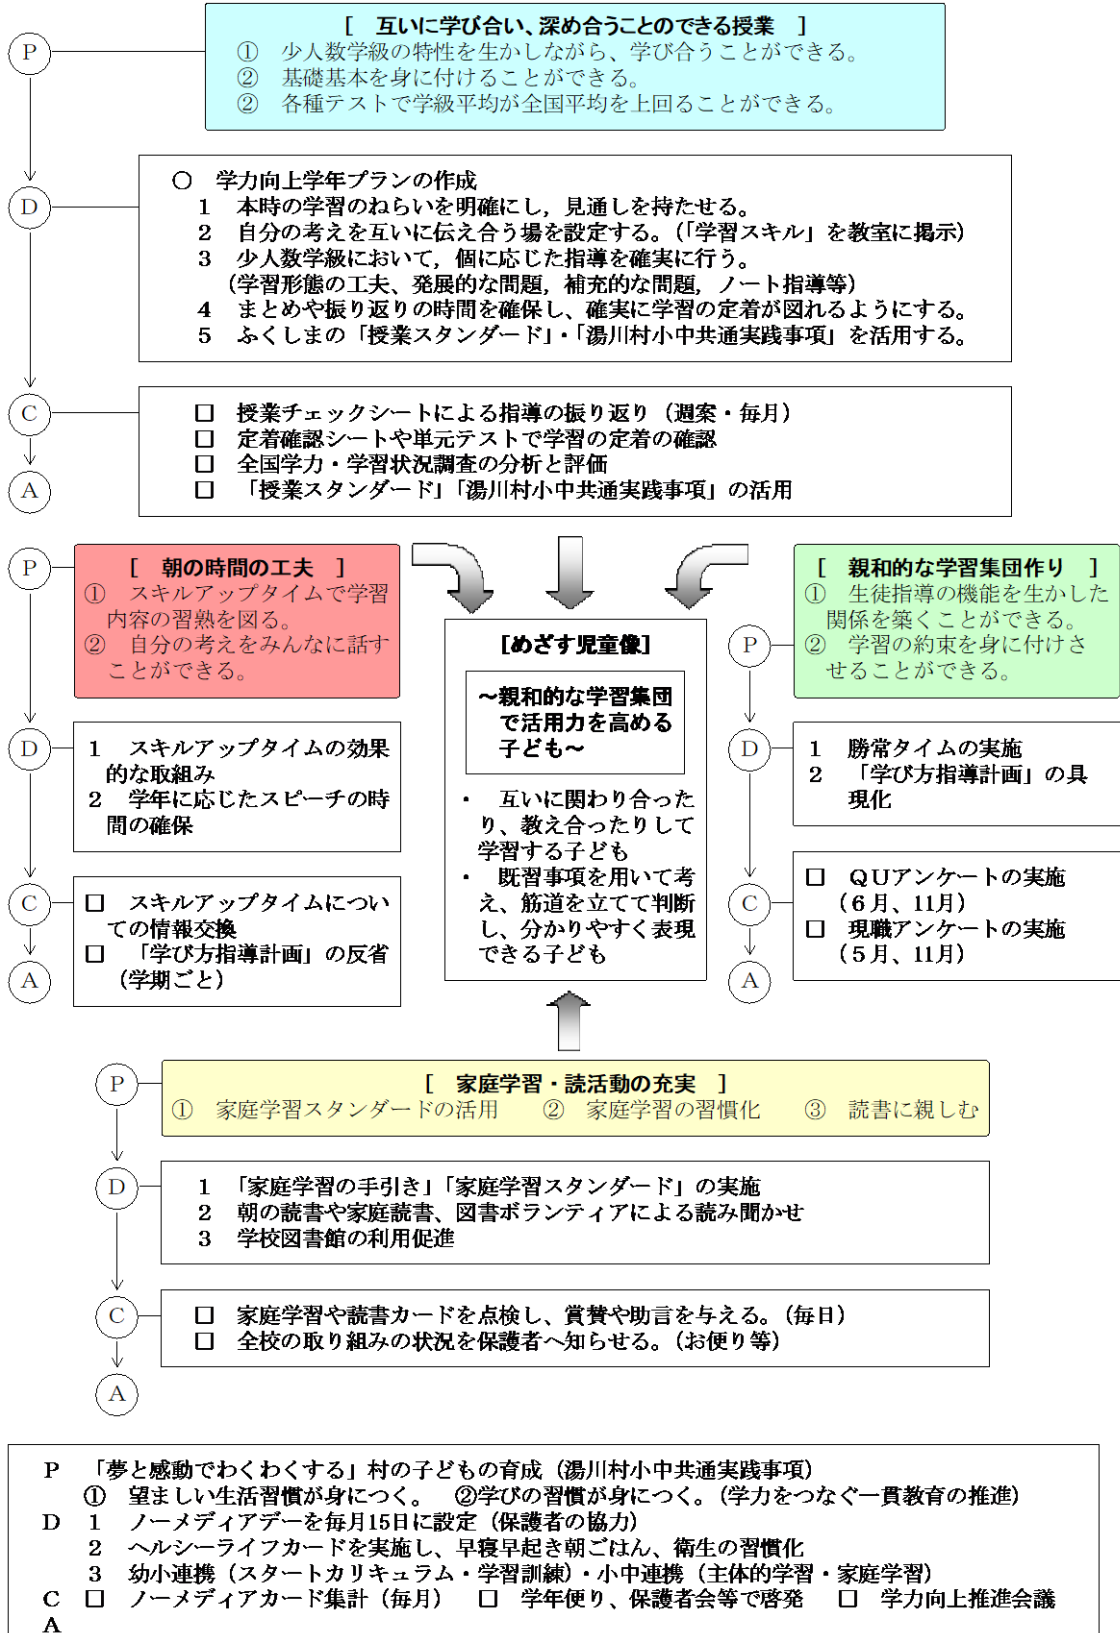 [　互いに学び合い、深め合うことのできる授業　]
P
①　少人数学級の特性を生かしながら、学び合うことができる。
②　基礎基本を身に付けることができる。
②　各種テストで学級平均が全国平均を上回ることができる。
D
○　学力向上学年プランの作成
1　本時の学習のねらいを明確にし，見通しを持たせる。
2　自分の考えを互いに伝え合う場を設定する。（「学習スキル」を教室に掲示）
3　少人数学級において，個に応じた指導を確実に行う。
（学習形態の工夫、発展的な問題，補充的な問題，ノート指導等）
4　まとめや振り返りの時間を確保し、確実に学習の定着が図れるようにする。
5　ふくしまの「授業スタンダード」・「湯川村小中共通実践事項」を活用する。
C
□　授業チェックシートによる指導の振り返り（週案・毎月）
□　定着確認シートや単元テストで学習の定着の確認
□　全国学力・学習状況調査の分析と評価
□　「授業スタンダード」「湯川村小中共通実践事項」の活用
A
P
[　朝の時間の工夫　]
①　スキルアップタイムで学習
内容の習熟を図る。
②　自分の考えをみんなに話す
ことができる。
D
1　スキルアップタイムの効果
的な取組み
2　学年に応じたスピーチの時
間の確保
C
□　スキルアップタイムについ
ての情報交換
□　「学び方指導計画」の反省
（学期ごと）
A
[めざす児童像]
～親和的な学習集団
で活用力を高める
子ども～
・　互いに関わり合った
り、教え合ったりして
学習する子ども
・　既習事項を用いて考
え、筋道を立てて判断
し、分かりやすく表現
できる子ども
[　親和的な学習集団作り　]
①　生徒指導の機能を生かした
関係を築くことができる。
P
②　学習の約束を身に付けさ
せることができる。
D
1　勝常タイムの実施
2　「学び方指導計画」の具
現化
C
□　QUアンケートの実施
（6月、11月）
□　現職アンケートの実施
（5月、11月）
A
P
[　家庭学習・読活動の充実　]
①　家庭学習スタンダードの活用　②　家庭学習の習慣化　③　読書に親しむ
D
1　「家庭学習の手引き」「家庭学習スタンダード」の実施
2　朝の読書や家庭読書、図書ボランティアによる読み聞かせ
3　学校図書館の利用促進
C
□　家庭学習や読書カードを点検し、賞賛や助言を与える。（毎日）
□　全校の取り組みの状況を保護者へ知らせる。（お便り等）
A
P　「夢と感動でわくわくする」村の子どもの育成（湯川村小中共通実践事項）
①　望ましい生活習慣が身につく。　②学びの習慣が身につく。（学力をつなぐ一貫教育の推進）
D　1　ノーメディアデーを毎月15日に設定（保護者の協力）
2　ヘルシーライフカードを実施し、早寝早起き朝ごはん、衛生の習慣化
3　幼小連携（スタートカリキュラム・学習訓練）・小中連携（主体的学習・家庭学習）
C　□　ノーメディアカード集計（毎月）　□　学年便り、保護者会等で啓発　□　学力向上推進会議
A